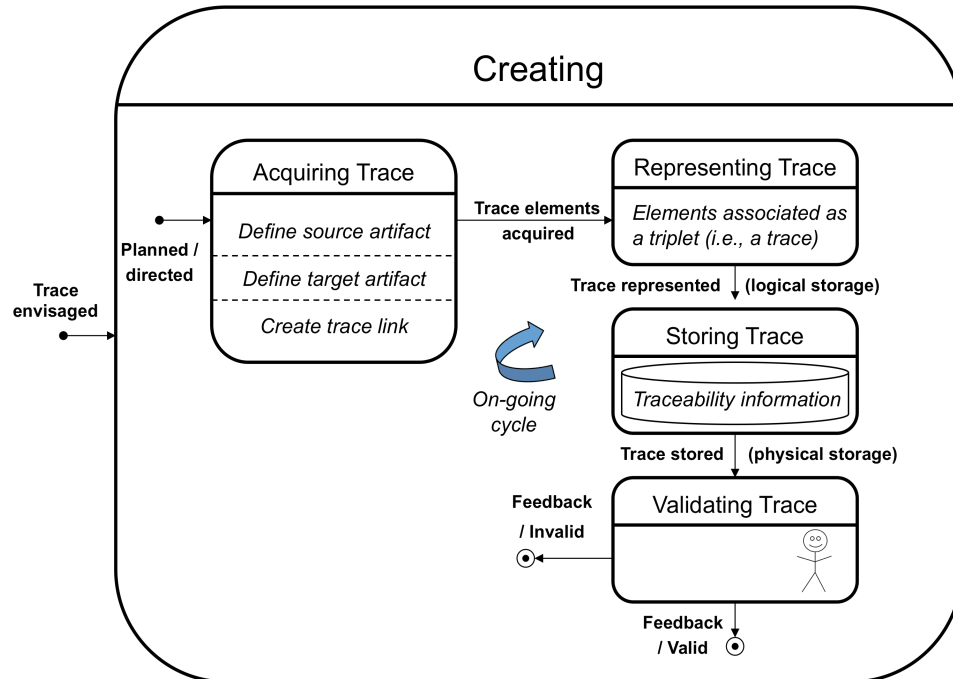 Creating
Acquiring Trace
Define source artifact
Define target artifact
Create trace link
Planned /
directed
Trace
envisaged
Trace elements
acquired
Representing Trace
Elements associated as
a triplet (i.e., a trace)
Trace represented (logical storage)
Storing Trace
Traceability information
On-going
cycle
Trace stored (physical storage)
Validating Trace
Feedback
/ Invalid
Feedback
/ Valid